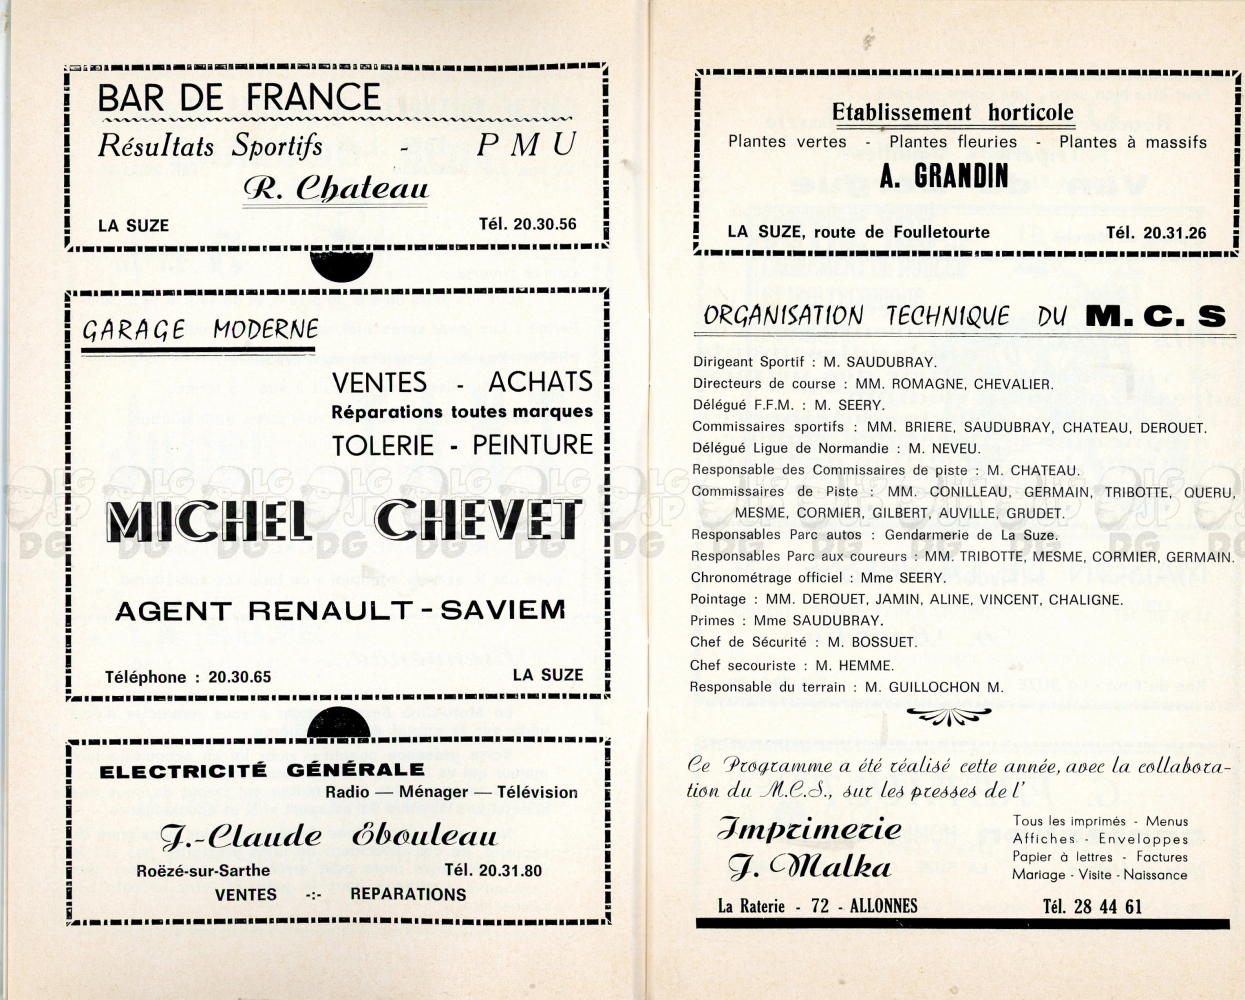 BAR DE FRANCE
Résultats Sportifs - P M U
R. Chateau
LA SUZE Tél. 20.30.56
GARAGE MODERNE
VENTES - ACHATS
Réparations toutes marques
TOLERIE - PEINTURE
MICHEL CHEVET
AGENT RENAULT - SAVIEM
Téléphone : 20.30.65 LA SUZE
ELECTRICITÉ GÉNÉRALE
Radio — Ménager — Télévision
J.-Claude Ebouleau
Roëzé-sur-Sarthe Tél. 20.31.80
VENTES -:- REPARATIONS
Etablissement horticole
Plantes vertes - Plantes fleuries - Plantes à massifs
A. GRANDIN
LA SUZE, route de Foulletourte Tél. 20.31.26
ORGANISATION TECHNIQUE DU M.C.S
Dirigeant Sportif : M. SAUDUBRAY.
Directeurs de course : MM. ROMAGNE, CHEVALIER.
Délégué F.F.M. : M. SEERY.
Commissaires sportifs : MM. BRIERE, SAUDUBRAY, CHATEAU, DEROUET.
Délégué Ligue de Normandie : M. NEVEU.
Responsable des Commissaires de piste : M. CHATEAU.
Commissaires de Piste : MM. CONILLEAU, GERMAIN, TRIBOTTE, QUERU,
MESME, CORMIER, GILBERT, AUVILLE, GRUDET.
Responsables Parc autos : Gendarmerie de La Suze.
Responsables Parc aux coureurs : MM. TRIBOTTE, MESME, CORMIER, GERMAIN.
Chronométrage officiel : Mme SEERY.
Pointage : MM. DEROUET, JAMIN, ALINE, VINCENT, CHALIGNE.
Primes : Mme SAUDUBRAY.
Chef de Sécurité : M. BOSSUET.
Chef secouriste : M. HEMME.
Responsable du terrain : M. GUILLOCHON M.
Ce Programme a été réalisé cette année, avec la collabora-
tion du M.C.S., sur les presses de l'
Imprimerie
J. Malka
Tous les imprimés - Menus
Affiches - Enveloppes
Papier à lettres - Factures
Mariage - Visite - Naissance
La Raterie - 72 - ALLONNES Tél. 28 44 61
LG JP DG